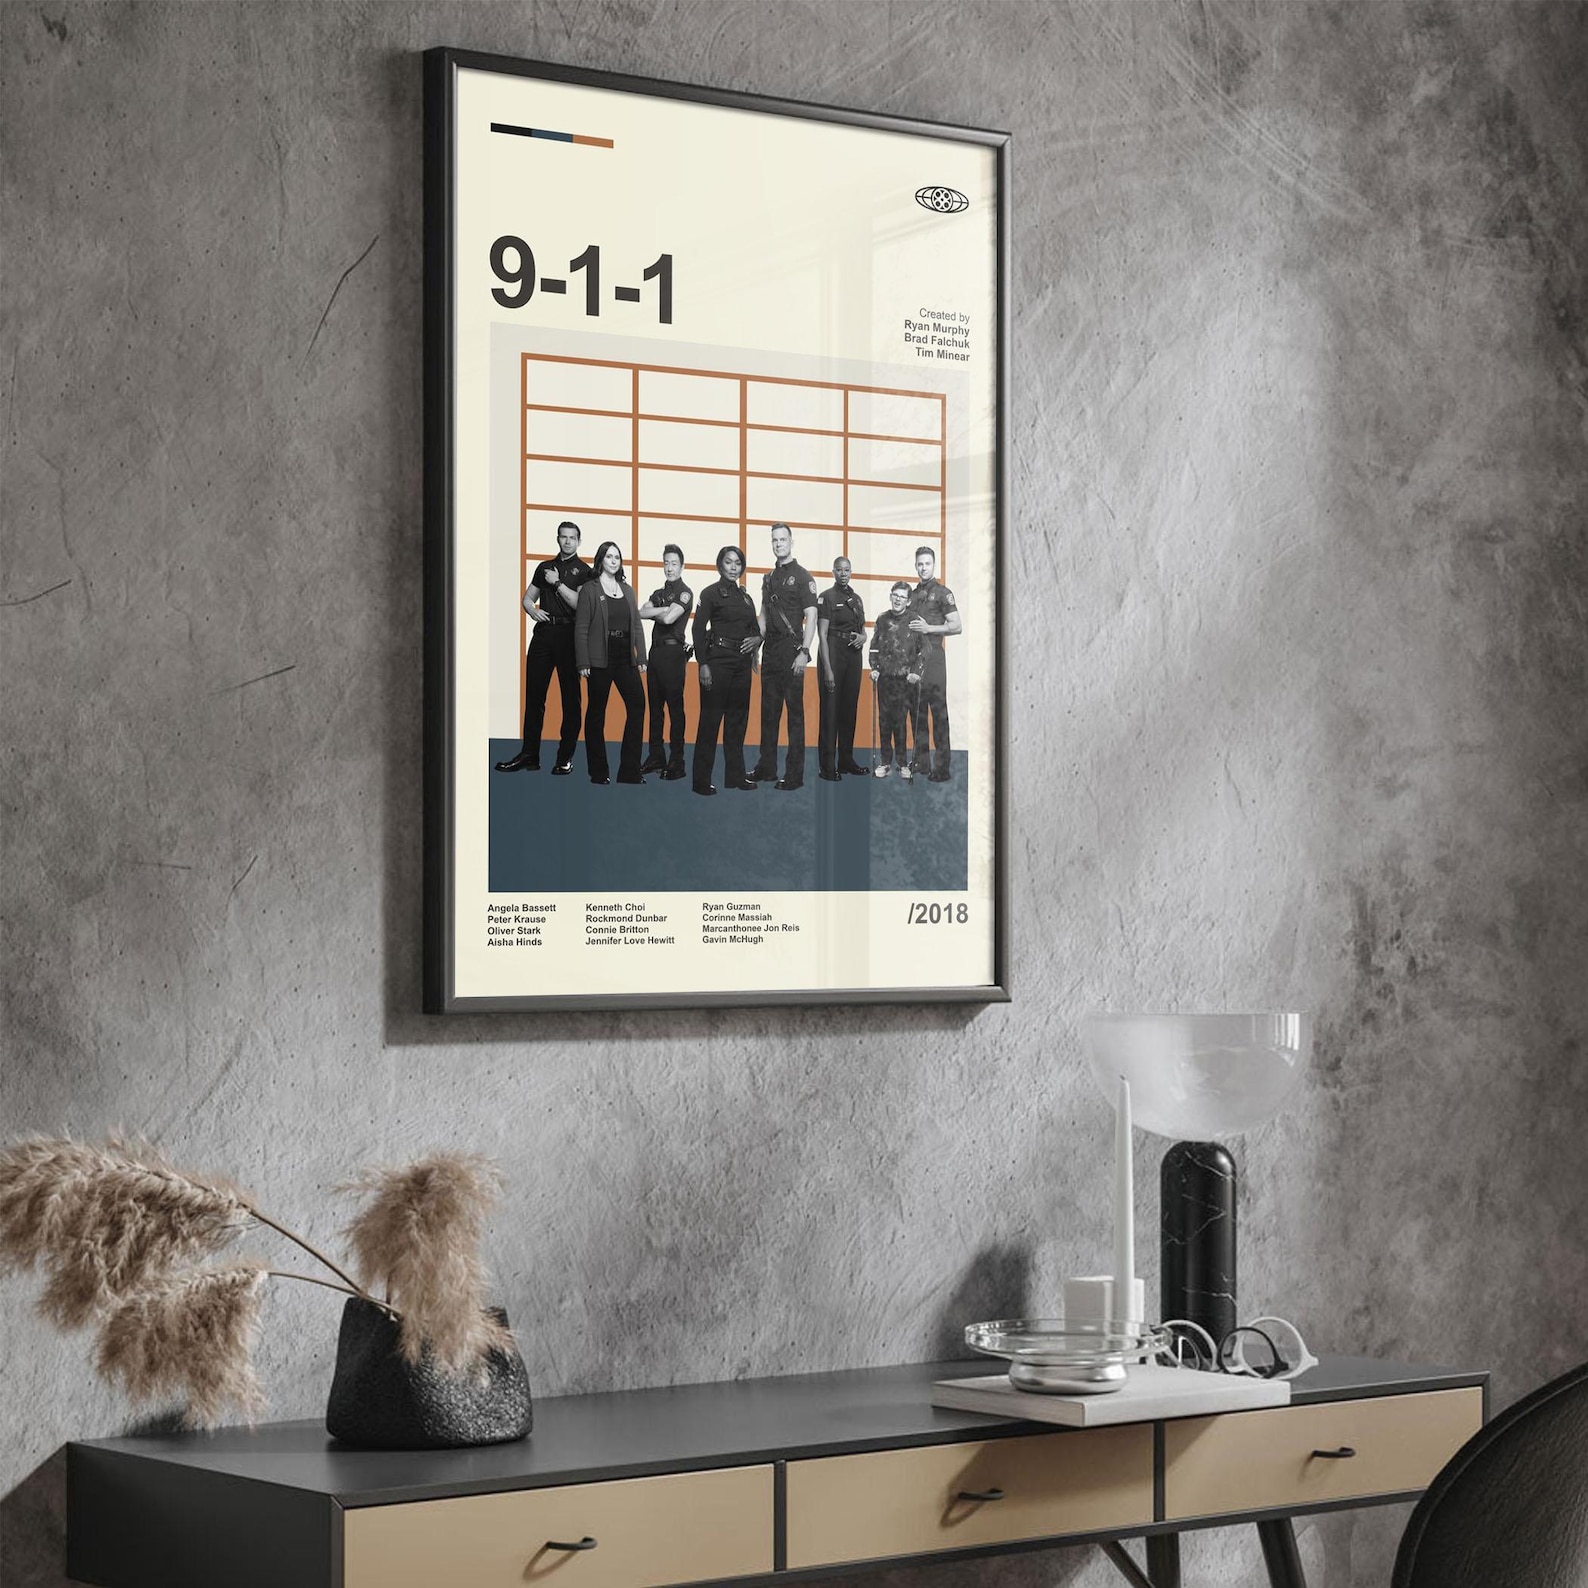 9-1-1
Created by
Ryan Murphy
Brad Falchuk
Tim Minear
Angela Bassett
Peter Krause
Oliver Stark
Aisha Hinds
Kenneth Choi
Rockmond Dunbar
Connie Britton
Jennifer Love Hewitt
Ryan Guzman
Corinne Massiah
Marcanthonee Jon Reis
Gavin McHugh
/2018